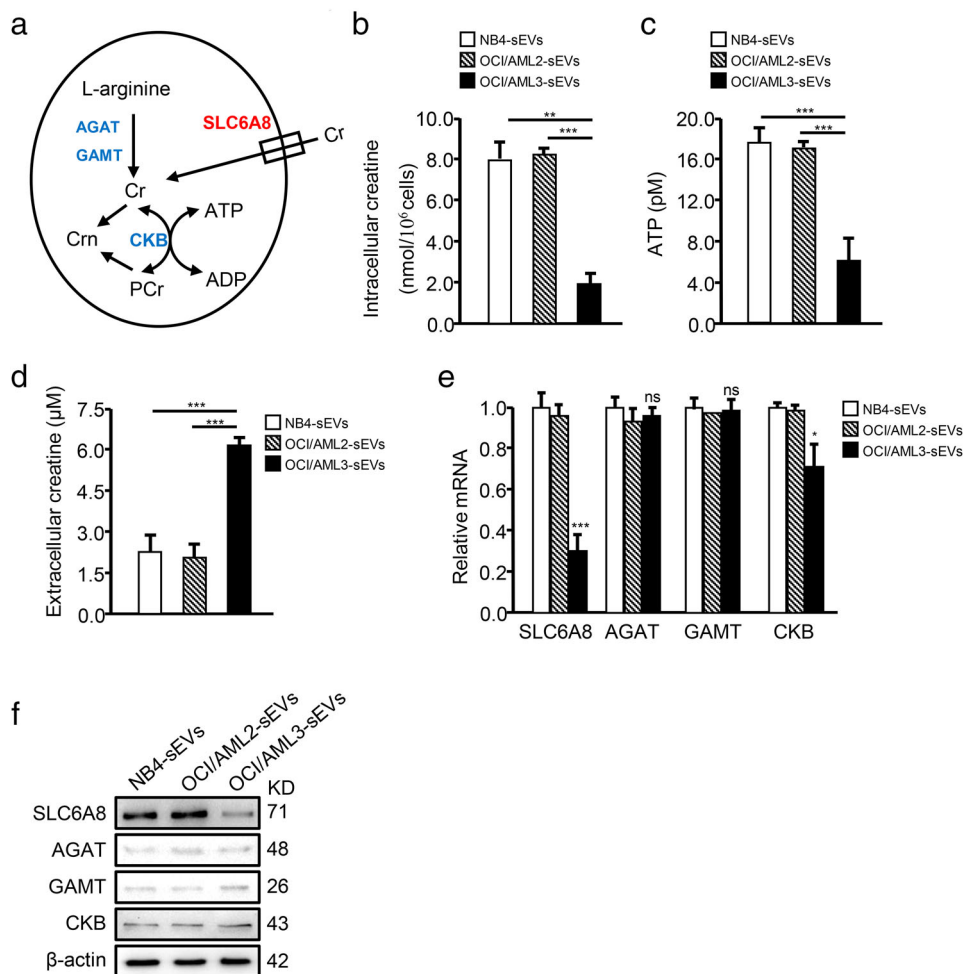 a
L-arginine
AGAT
GAMT
SLC6A8
Cr
Cr
ATP
Crn
CKB
PCr
ADP
b
NB4-sEVs
OCI/AML2-sEVs
OCI/AML3-sEVs
**
***
10.0
8.0
6.0
4.0
2.0
0.0
Intracellular creatine
(nmol/10⁶ cells)
c
NB4-sEVs
OCI/AML2-sEVs
OCI/AML3-sEVs
***
***
20.0
16.0
12.0
8.0
4.0
0.0
ATP (pM)
d
7.5
6.0
4.5
3.0
1.5
0.0
Extracellular creatine (µM)
***
***
NB4-sEVs
OCI/AML2-sEVs
OCI/AML3-sEVs
e
1.0
0.8
0.6
0.4
0.2
0.0
Relative mRNA
***
ns
ns
*
NB4-sEVs
OCI/AML2-sEVs
OCI/AML3-sEVs
SLC6A8 AGAT GAMT CKB
f
NB4-sEVs
OCI/AML2-sEVs
OCI/AML3-sEVs
KD
SLC6A8 71
AGAT 48
GAMT 26
CKB 43
β-actin 42